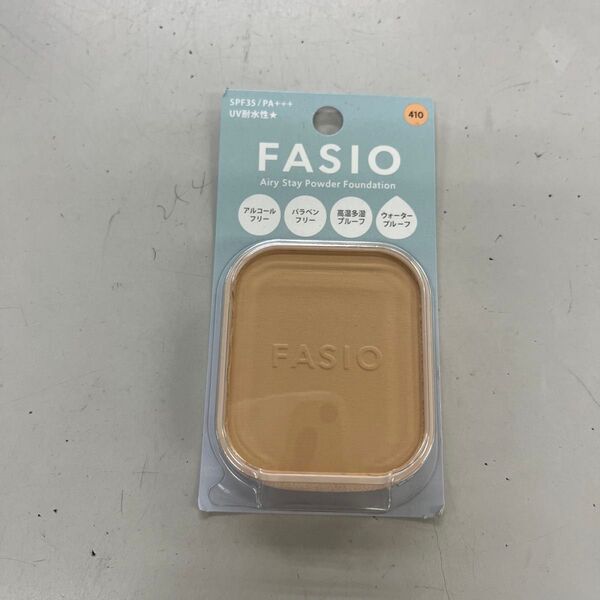 SPF35/PA+++
UV耐水性★
410
FASIO
Airy Stay Powder Foundation
アルコール
フリー
パラベン
フリー
高温多湿
プルーフ
ウォーター
プルーフ
FASIO